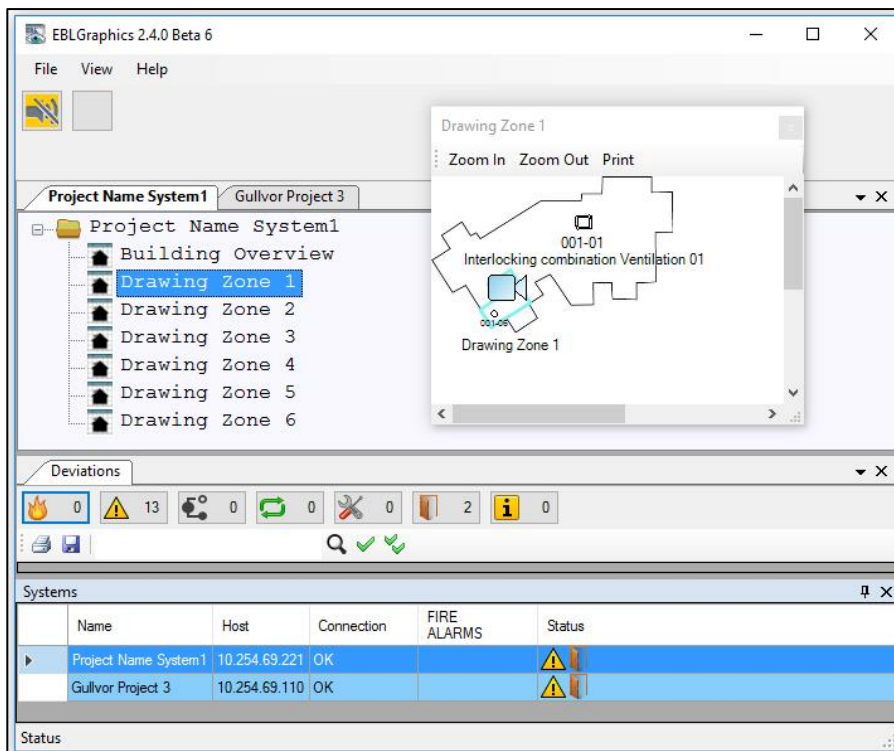 EBLGraphics 2.4.0 Beta 6
File View Help
Drawing Zone 1
Zoom In Zoom Out Print
Project Name System1 Gullvor Project 3
Project Name System1
Building Overview
Drawing Zone 1
Drawing Zone 2
Drawing Zone 3
Drawing Zone 4
Drawing Zone 5
Drawing Zone 6
001-01
Interlocking combination Ventilation 01
001-06
Drawing Zone 1
Deviations
0 13 0 0 0 2 0
Systems
Name Host Connection FIRE ALARMS Status
Project Name System1 10.254.69.221 OK
Gullvor Project 3 10.254.69.110 OK
Status